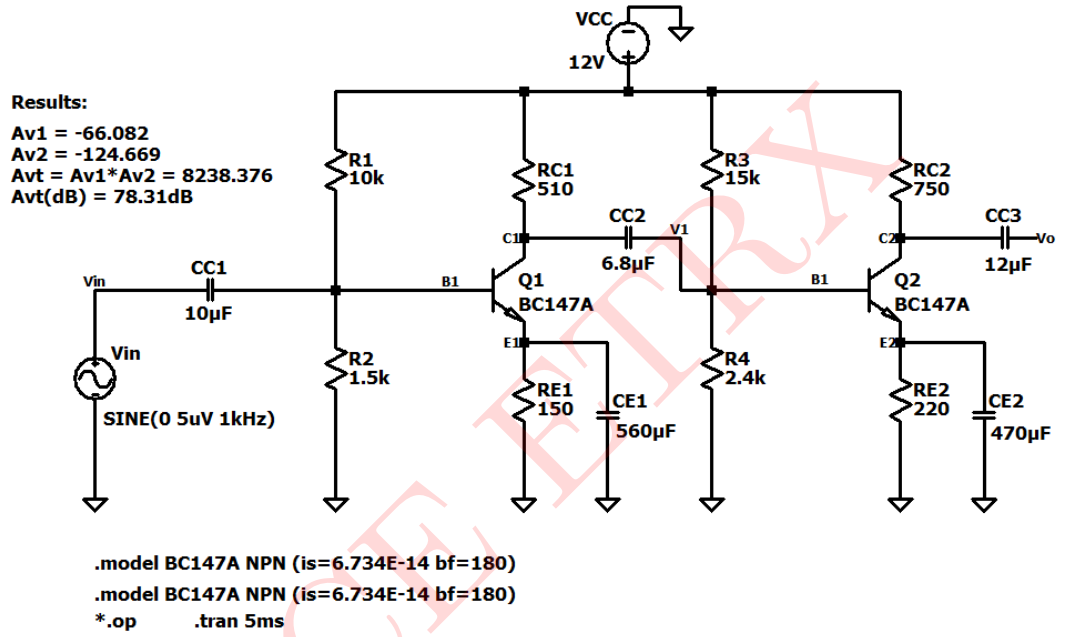 VCC
12V
Results:
Av1 = -66.082
Av2 = -124.669
Avt = Av1*Av2 = 8238.376
Avt(dB) = 78.31dB
R1
10k
RC1
510
R3
15k
RC2
750
C1
CC2
6.8µF
V1
C2
CC3
12µF
Vo
Vin
CC1
10µF
B1
Q1
BC147A
B1
Q2
BC147A
Vin
SINE(0 5uV 1kHz)
R2
1.5k
E1
RE1
150
CE1
560µF
R4
2.4k
E2
RE2
220
CE2
470µF
.model BC147A NPN (is=6.734E-14 bf=180)
.model BC147A NPN (is=6.734E-14 bf=180)
*.op .tran 5ms
CE ETRX